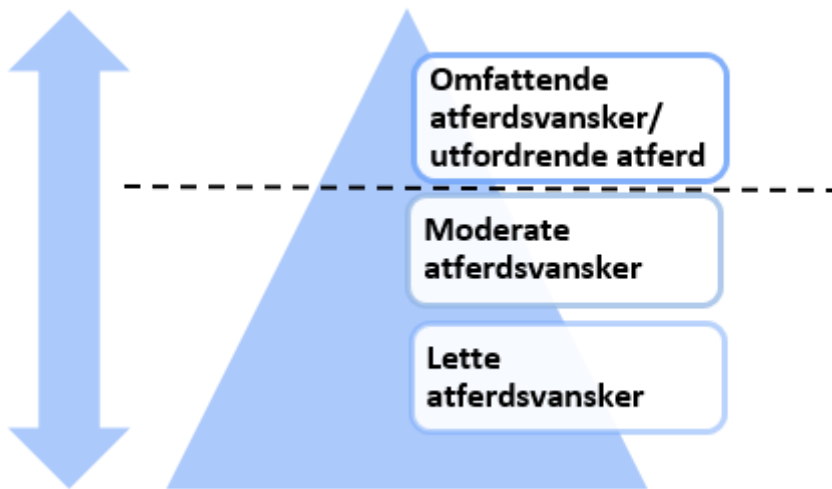 Omfattende
atferdsvansker/
utfordrende atferd
Moderate
atferdsvansker
Lette
atferdsvansker